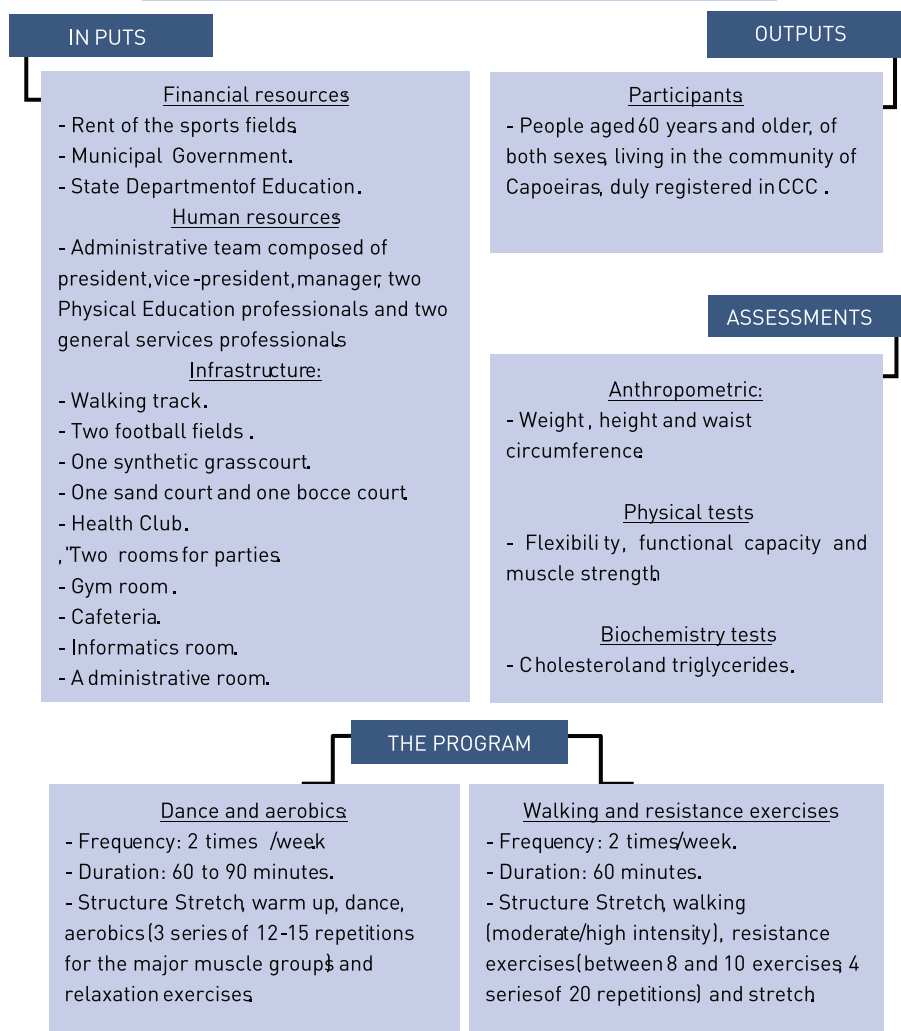 IN PUTS
Financial resources
- Rent of the sports fields.
- Municipal Government.
- State Departmentof Education.
Human resources
- Administrative team composed of
president,vice-president,manager, two
Physical Education professionals and two
general services professionals.
Infrastructure:
- Walking track.
- Two football fields .
- One synthetic grasscourt.
- One sand court and one bocce court.
- Health Club.
,"Two rooms for parties.
- Gym room .
- Cafeteria.
- Informatics room.
- A dministrative room.
OUTPUTS
Participants:
- People aged 60 years and older, of
both sexes, living in the community of
Capoeiras, duly registered in CCC .
ASSESSMENTS
Anthropometric:
- Weight , height and waist
circumference.
Physical tests
- Flexibili ty, functional capacity and
muscle strength.
Biochemistry tests
- Cholesteroland triglycerides.
THE PROGRAM
Dance and aerobics:
- Frequency: 2 times /week.
- Duration: 60 to 90 minutes.
- Structure: Stretch, warm up, dance,
aerobics (3 series of 12-15 repetitions
for the major muscle groups) and
relaxation exercises.
Walking and resistance exercises
- Frequency: 2 times/week.
- Duration: 60 minutes.
- Structure: Stretch, walking
(moderate/high intensity), resistance
exercises (between 8 and 10 exercises, 4
seriesof 20 repetitions) and stretch.